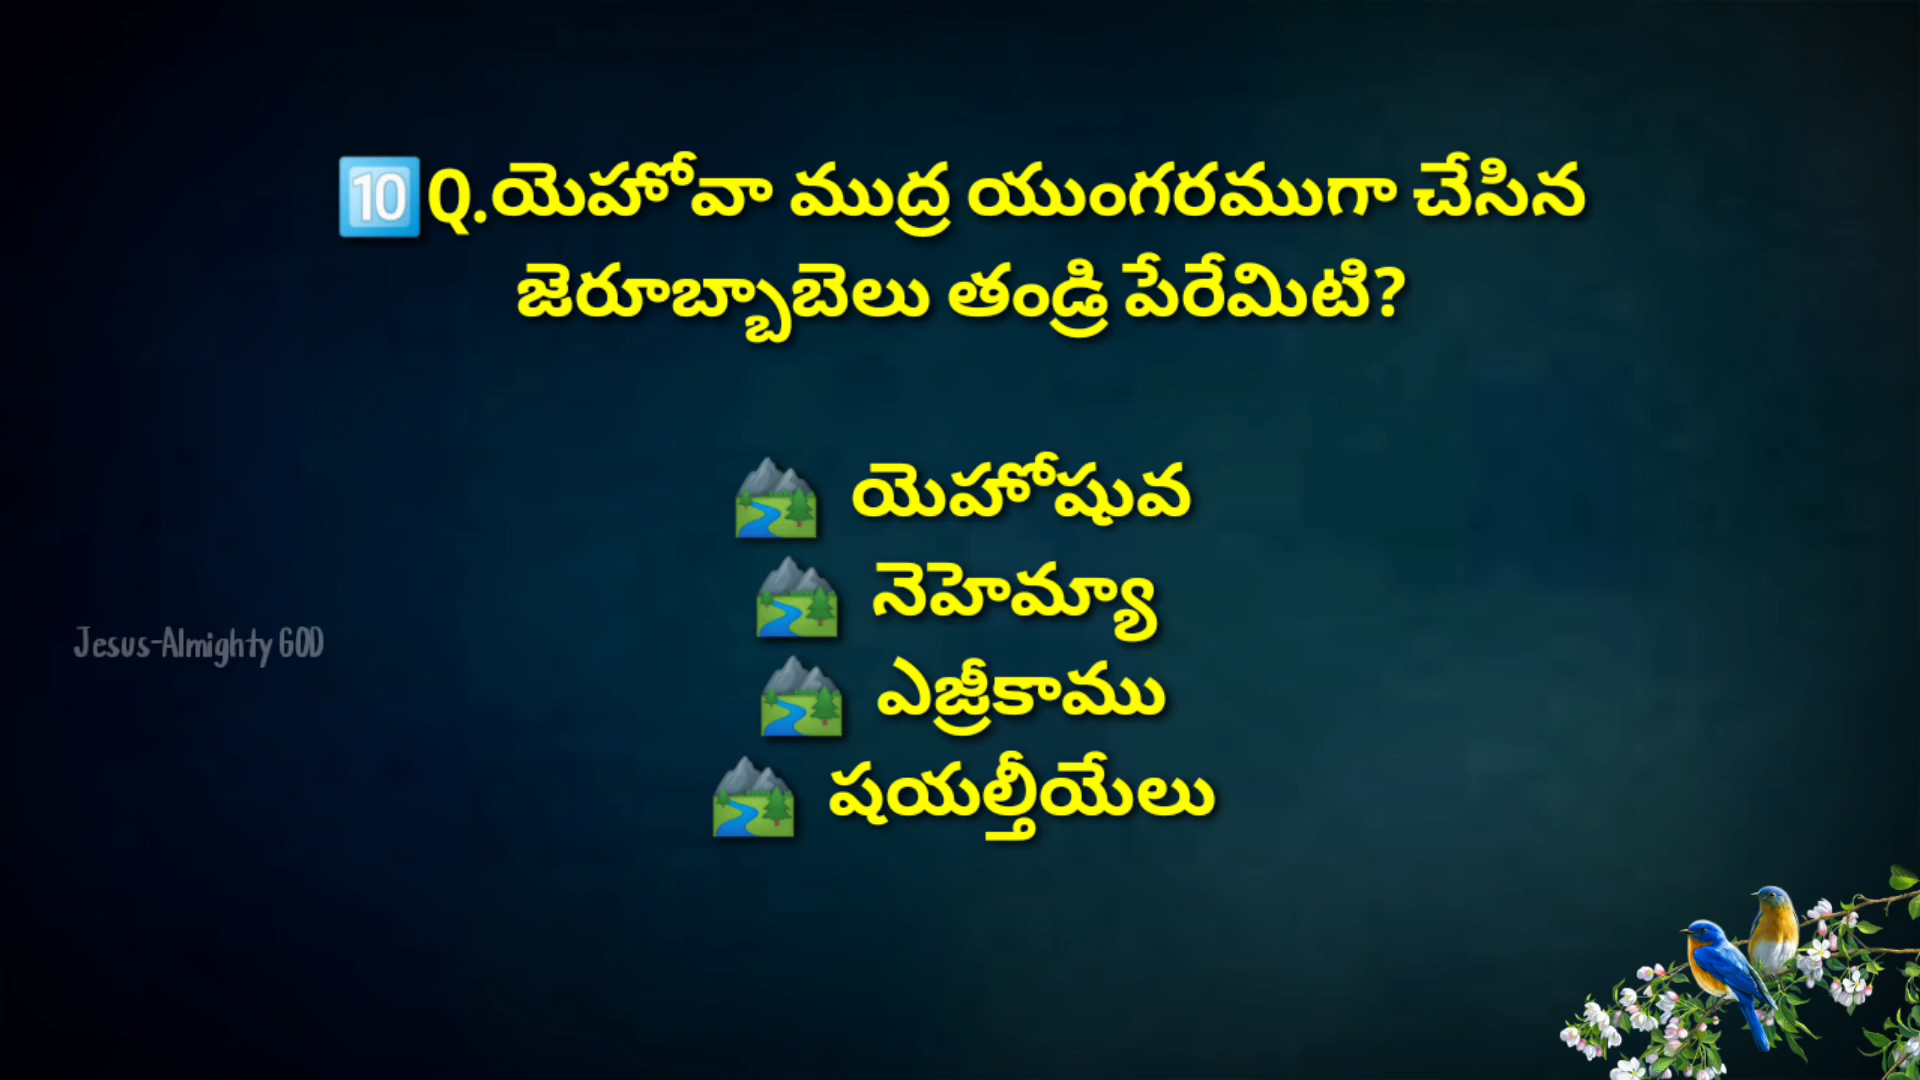 🔟Q.యెహోవా ముద్ర యుంగరముగా చేసిన
జెరూబ్బాబెలు తండ్రి పేరేమిటి?
యెహోషువ
నెహెమ్యా
Jesus-Almighty GOD
ఎజ్రీకాము
షయల్తీయేలు